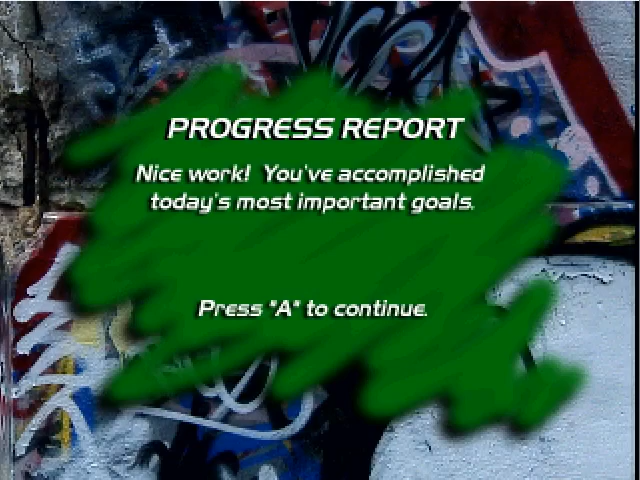 PROGRESS REPORT
Nice work! You've accomplished
today's most important goals.
Press "A" to continue.